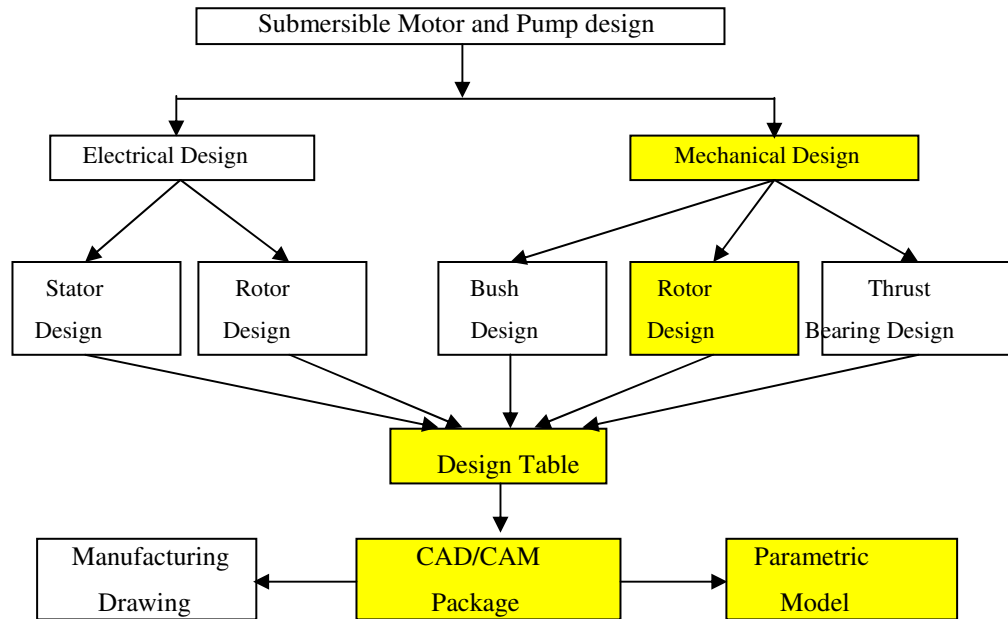 Submersible Motor and Pump design
Electrical Design
Mechanical Design
Stator
Design
Rotor
Design
Bush
Design
Rotor
Design
Thrust
Bearing Design
Design Table
Manufacturing
Drawing
CAD/CAM
Package
Parametric
Model